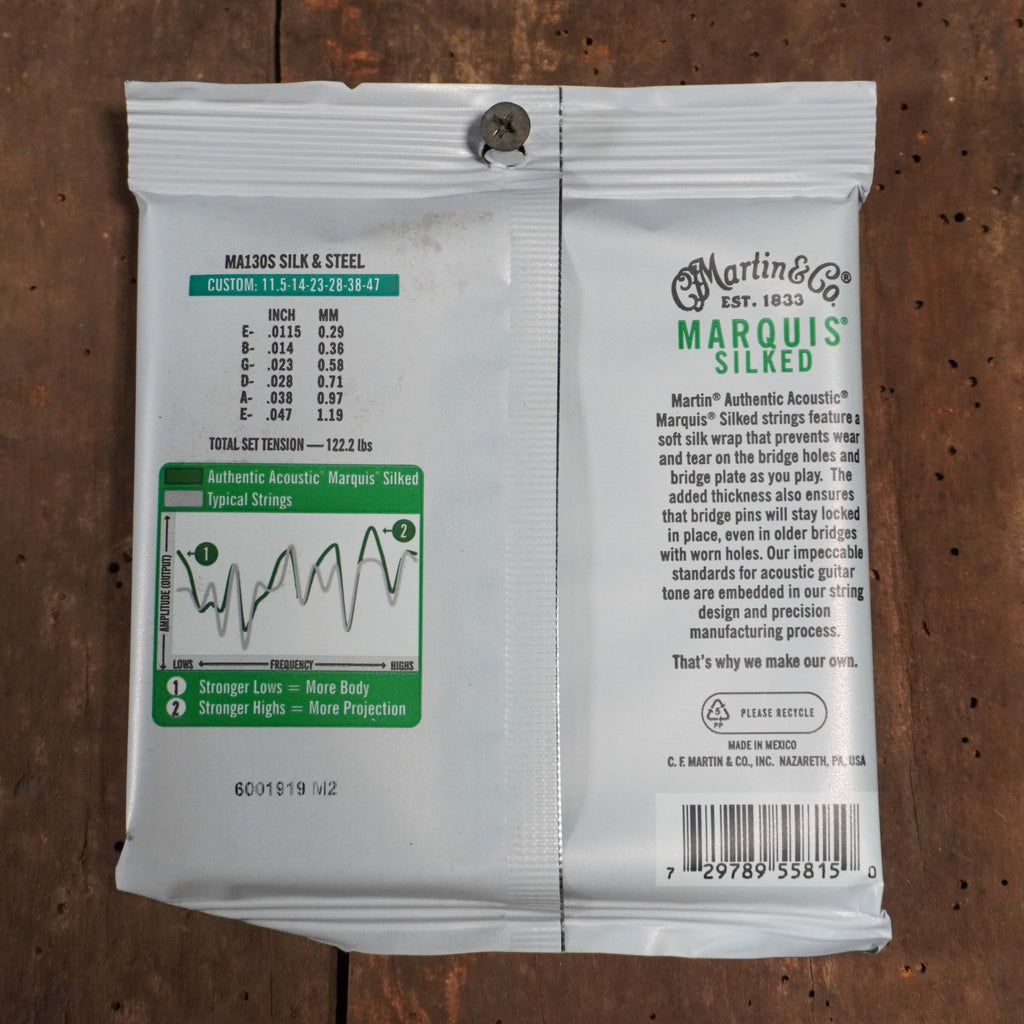 MA130S SILK & STEEL
CUSTOM: 11.5-14-23-28-38-47
INCH MM
E- .0115 0.29
B- .014 0.36
G- .023 0.58
D- .028 0.71
A- .038 0.97
E- .047 1.19
TOTAL SET TENSION — 122.2 lbs
Authentic Acoustic™ Marquis® Silked
Typical Strings
1
2
AMPLITUDE (OUTPUT)
LOWS FREQUENCY HIGHS
1 Stronger Lows = More Body
2 Stronger Highs = More Projection
6001919 M2
CFMartin & Co.®
EST. 1833
MARQUIS®
SILKED
Martin® Authentic Acoustic®
Marquis® Silked strings feature a
soft silk wrap that prevents wear
and tear on the bridge holes and
bridge plate as you play. The
added thickness also ensures
that bridge pins will stay locked
in place, even in older bridges
with worn holes. Our impeccable
standards for acoustic guitar
tone are embedded in our string
design and precision
manufacturing process.
That's why we make our own.
5
PP
PLEASE RECYCLE
MADE IN MEXICO
C. F. MARTIN & CO., INC. NAZARETH, PA, USA
7 29789 55815 0